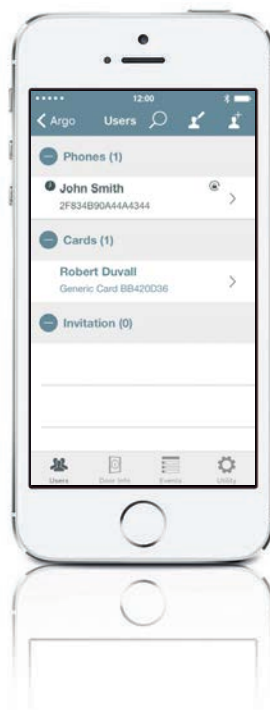 12:00
Argo Users
Phones (1)
John Smith
2F834B90A44A4344
Cards (1)
Robert Duvall
Generic Card BB420D36
Invitation (0)
Users Door Info Events Utility